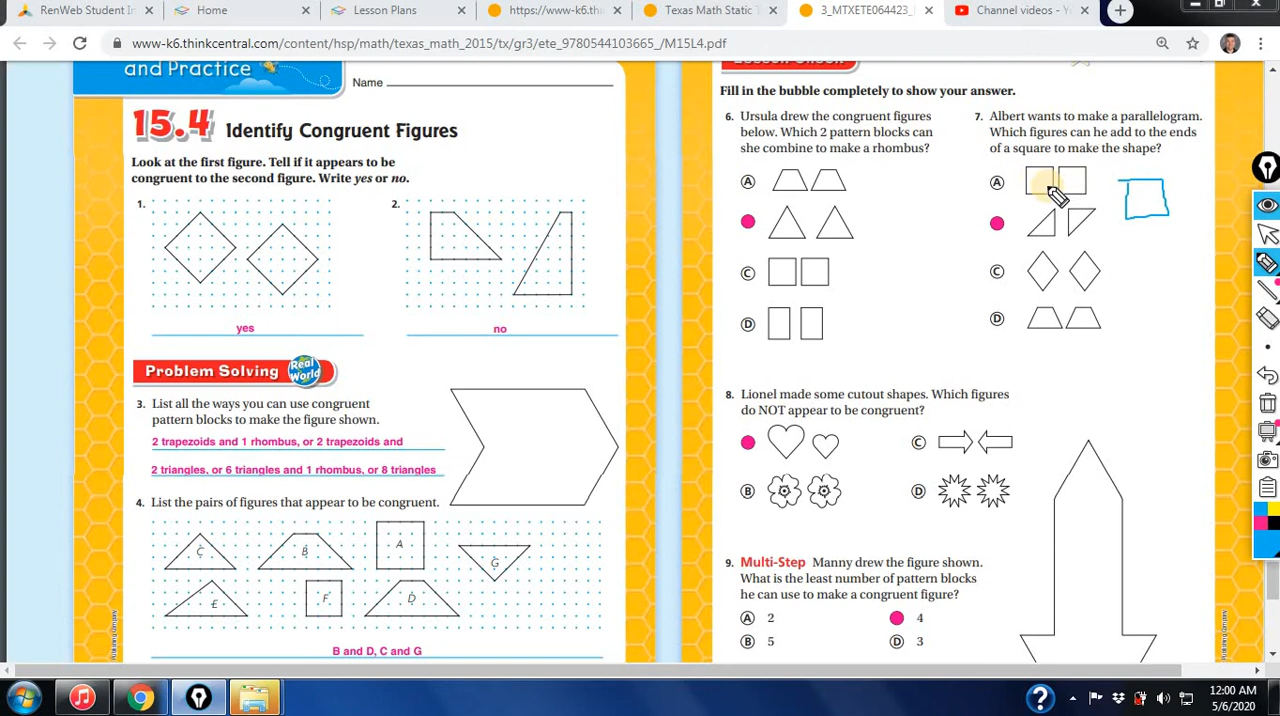 RenWeb Student In
Home
Lesson Plans
https://www-k6.thi
Texas Math Static
3_MTXETE064423_
Channel videos - Y
www-k6.thinkcentral.com/content/hsp/math/texas_math_2015/tx/gr3/ete_9780544103665_/M15L4.pdf
and Practice
Name
15.4 Identify Congruent Figures
Look at the first figure. Tell if it appears to be
congruent to the second figure. Write yes or no.
1.
2.
yes
no
Problem Solving Real World
3. List all the ways you can use congruent
pattern blocks to make the figure shown.
2 trapezoids and 1 rhombus, or 2 trapezoids and
2 triangles, or 6 triangles and 1 rhombus, or 8 triangles
4. List the pairs of figures that appear to be congruent.
C
B
A
G
E
F
D
B and D, C and G
Publishing Company
Fill in the bubble completely to show your answer.
6. Ursula drew the congruent figures
below. Which 2 pattern blocks can
she combine to make a rhombus?
A
C
D
7. Albert wants to make a parallelogram.
Which figures can he add to the ends
of a square to make the shape?
A
C
D
8. Lionel made some cutout shapes. Which figures
do NOT appear to be congruent?
C
B
D
9. Multi-Step Manny drew the figure shown.
What is the least number of pattern blocks
he can use to make a congruent figure?
A 2
4
B 5
D 3
Publishing Company
12:00 AM
5/6/2020